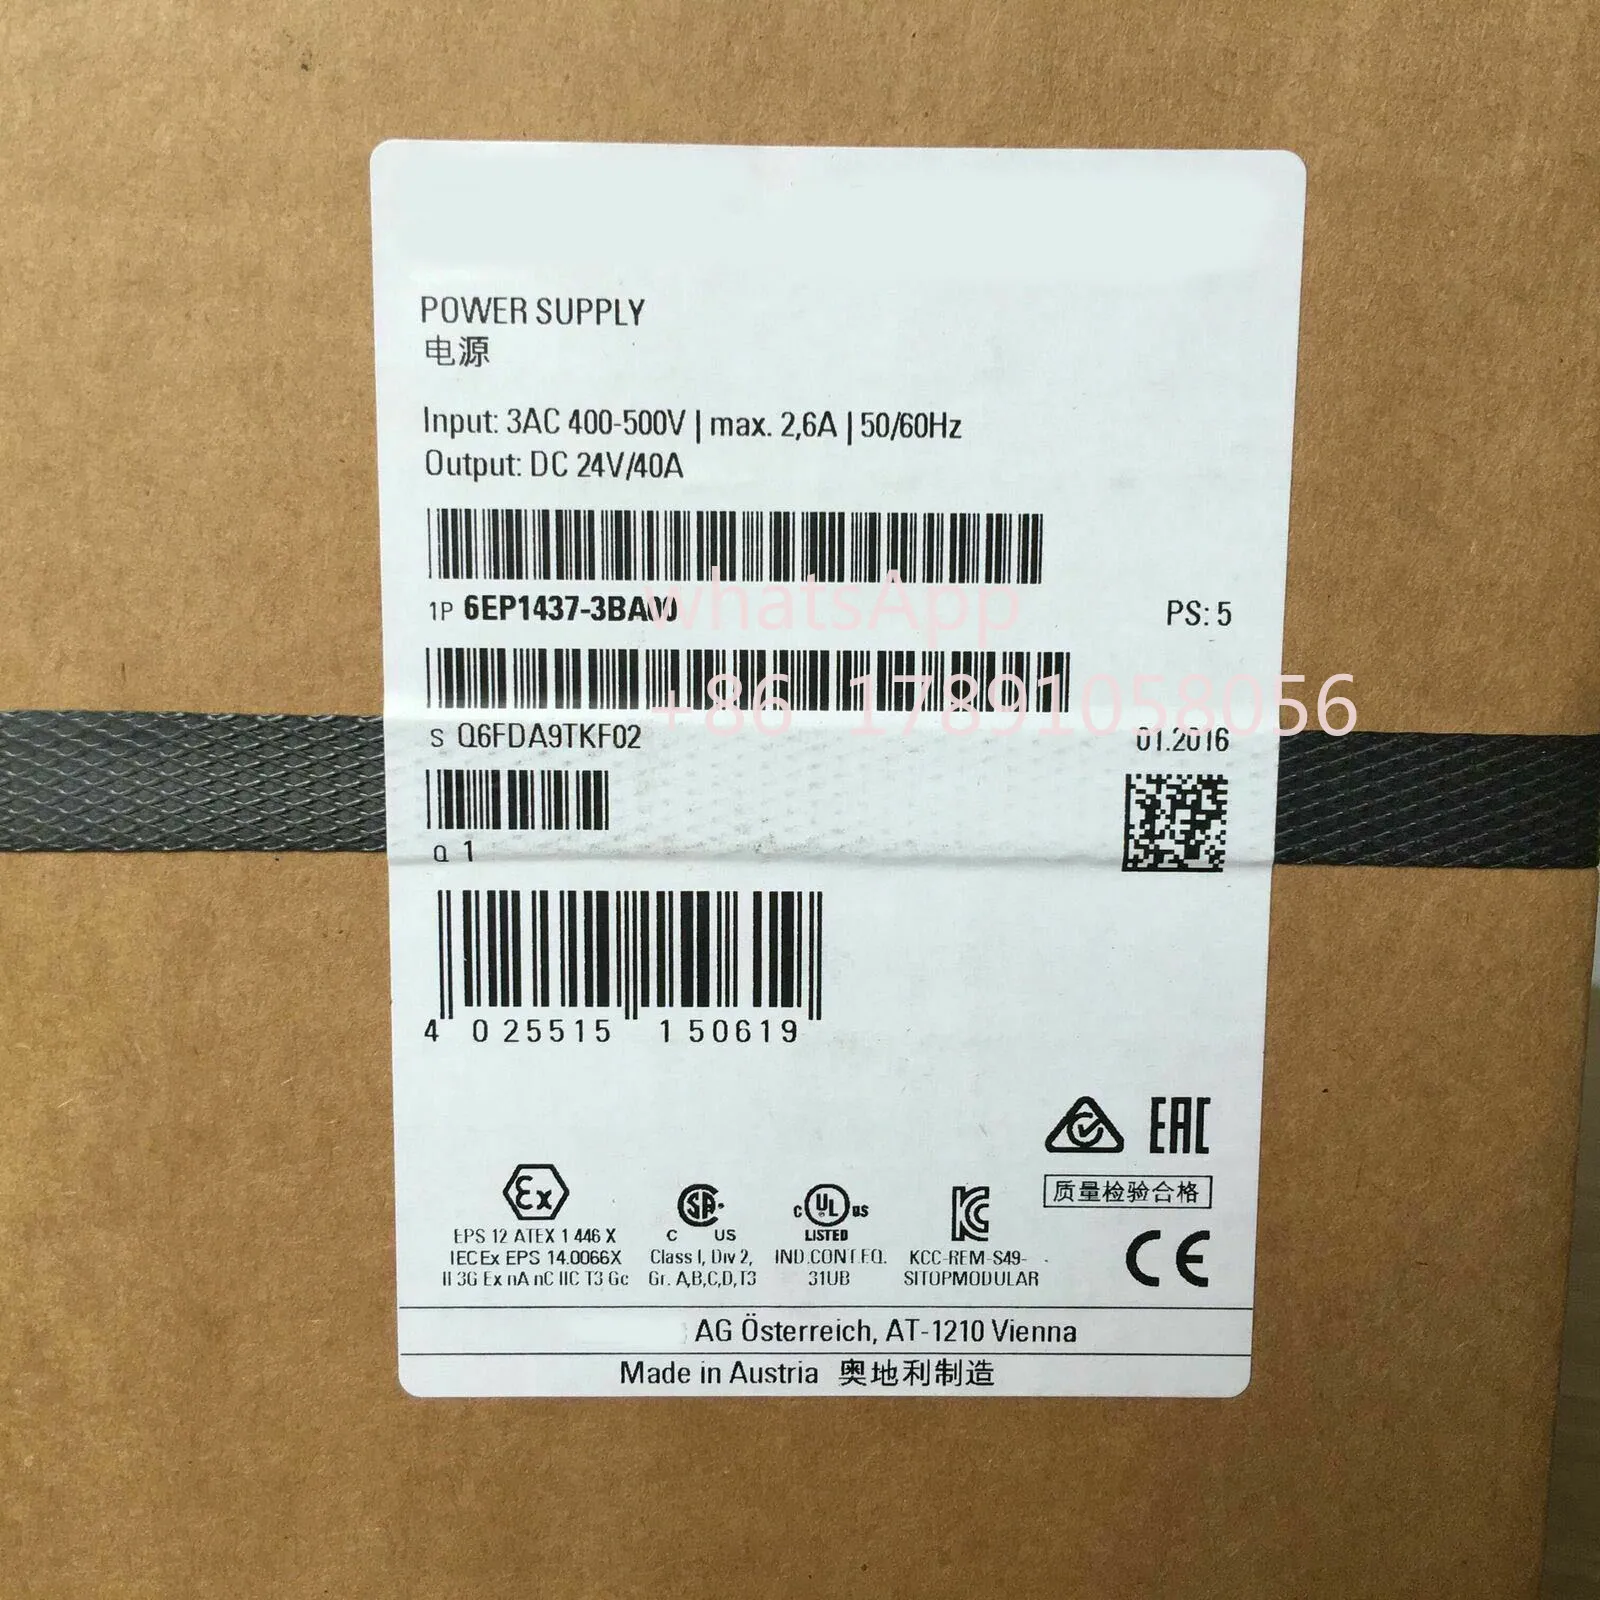 POWER SUPPLY
电源
Input: 3AC 400-500V | max. 2,6A | 50/60Hz
Output: DC 24V/40A
1P 6EP1437-3BA00 PS: 5
whatsApp
+86 17891058056
S Q6FDA9TKF02 01.2016
Q 1
4 025515 150619
EAC
质量检验合格
Ex
EPS 12 ATEX 1 446 X
IECEx EPS 14.0066X
II 3G Ex nA nC IIC T3 Gc
SA
C US
Class I, Div 2,
Gr. A,B,C,D,T3
C UL US
LISTED
IND.CONT.EQ.
31UB
KC
KCC-REM-S49-
SITOPMODULAR
CE
AG Österreich, AT-1210 Vienna
Made in Austria 奥地利制造